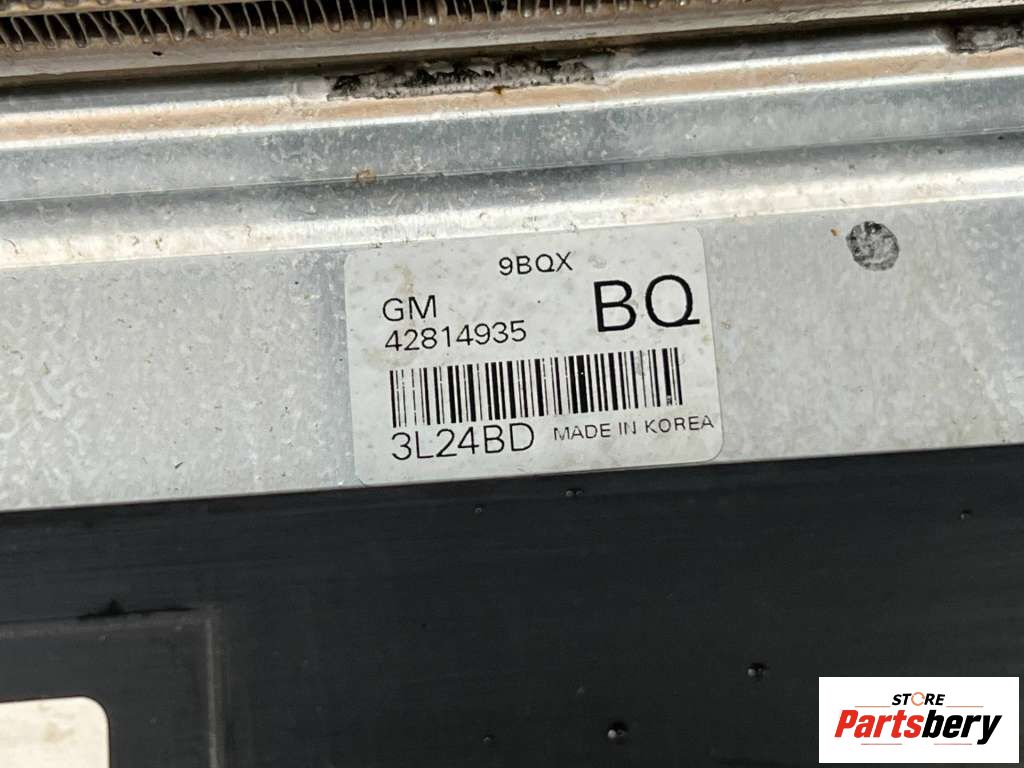 9BQX
GM
BQ
42814935
3L24BD MADE IN KOREA
STORE
Partsbery